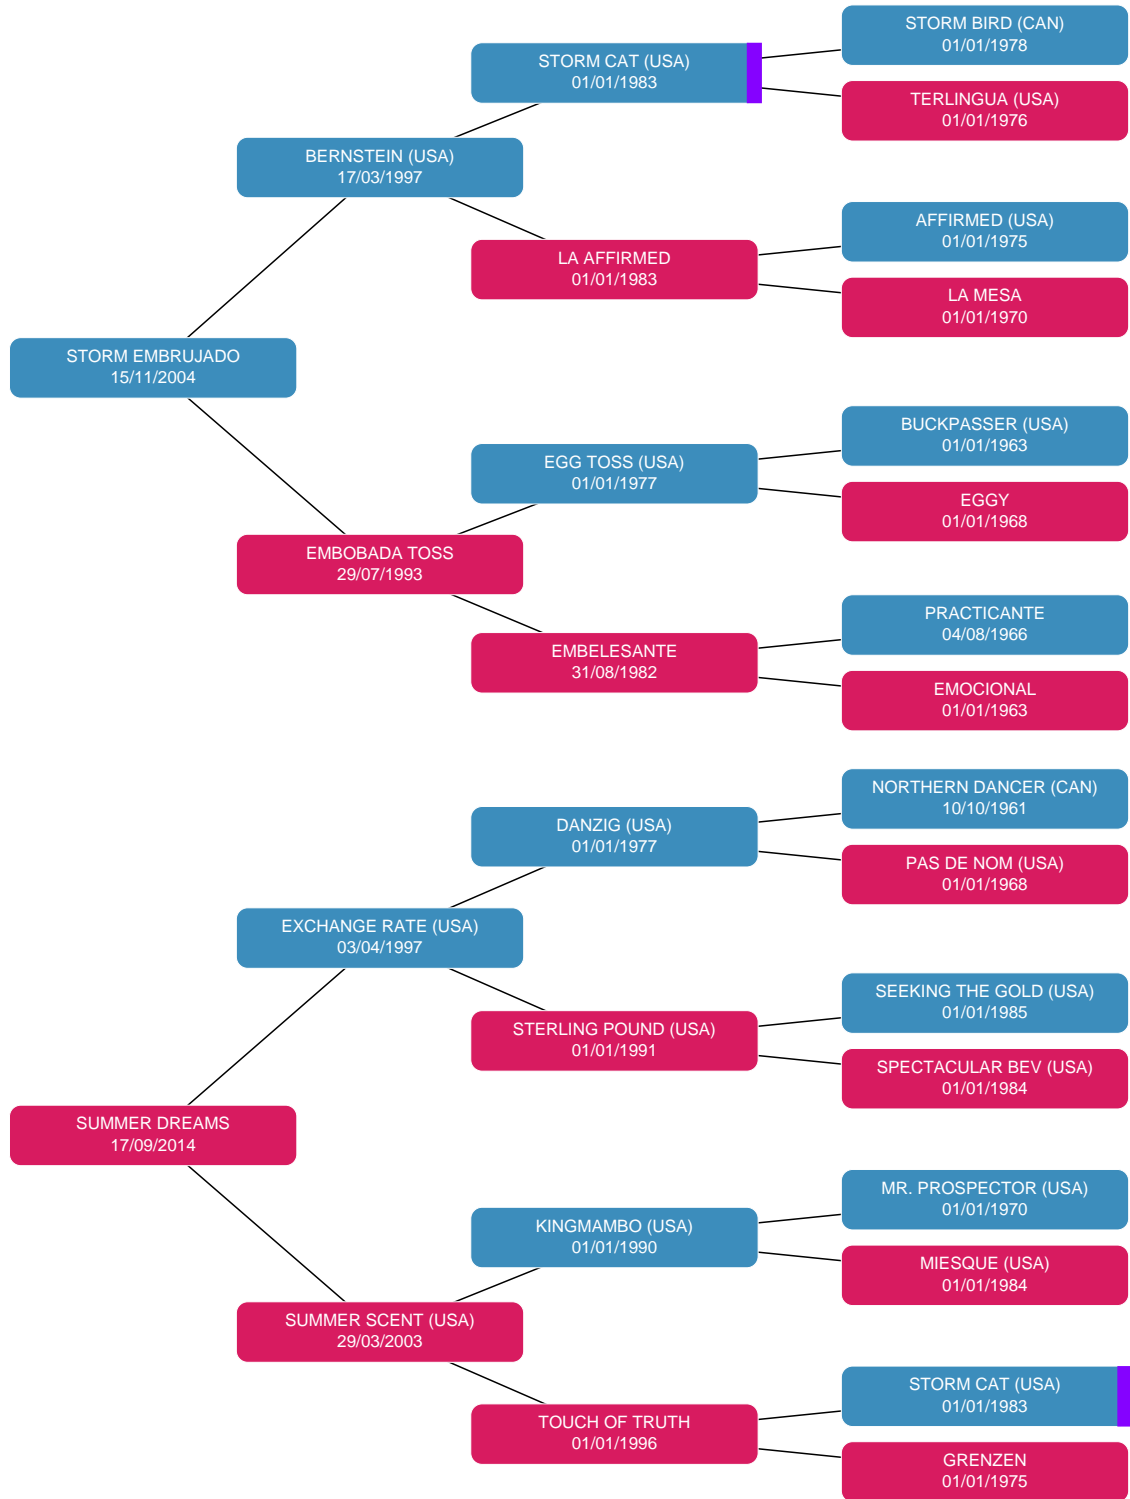 STORM BIRD (CAN)
01/01/1978
STORM CAT (USA)
01/01/1983
TERLINGUA (USA)
01/01/1976
BERNSTEIN (USA)
17/03/1997
AFFIRMED (USA)
01/01/1975
LA AFFIRMED
01/01/1983
LA MESA
01/01/1970
STORM EMBRUJADO
15/11/2004
BUCKPASSER (USA)
01/01/1963
EGG TOSS (USA)
01/01/1977
EGGY
01/01/1968
EMBOBADA TOSS
29/07/1993
PRACTICANTE
04/08/1966
EMBELESANTE
31/08/1982
EMOCIONAL
01/01/1963
NORTHERN DANCER (CAN)
10/10/1961
DANZIG (USA)
01/01/1977
PAS DE NOM (USA)
01/01/1968
EXCHANGE RATE (USA)
03/04/1997
SEEKING THE GOLD (USA)
01/01/1985
STERLING POUND (USA)
01/01/1991
SPECTACULAR BEV (USA)
01/01/1984
SUMMER DREAMS
17/09/2014
MR. PROSPECTOR (USA)
01/01/1970
KINGMAMBO (USA)
01/01/1990
MIESQUE (USA)
01/01/1984
SUMMER SCENT (USA)
29/03/2003
STORM CAT (USA)
01/01/1983
TOUCH OF TRUTH
01/01/1996
GRENZEN
01/01/1975